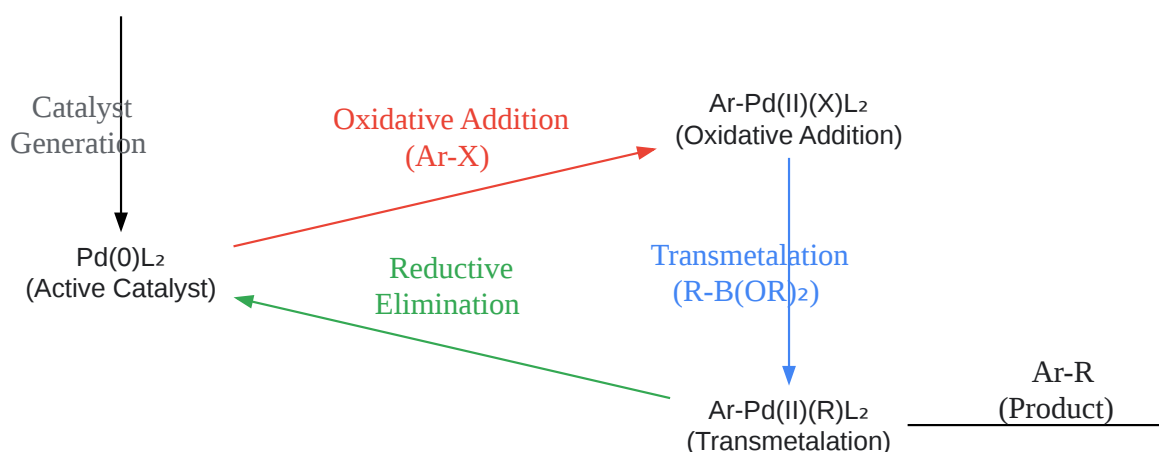 Catalyst
Generation
Oxidative Addition
(Ar-X)
Ar-Pd(II)(X)L₂
(Oxidative Addition)
Pd(0)L₂
(Active Catalyst)
Reductive
Elimination
Transmetalation
(R-B(OR)₂)
Ar-Pd(II)(R)L₂
(Transmetalation)
Ar-R
(Product)